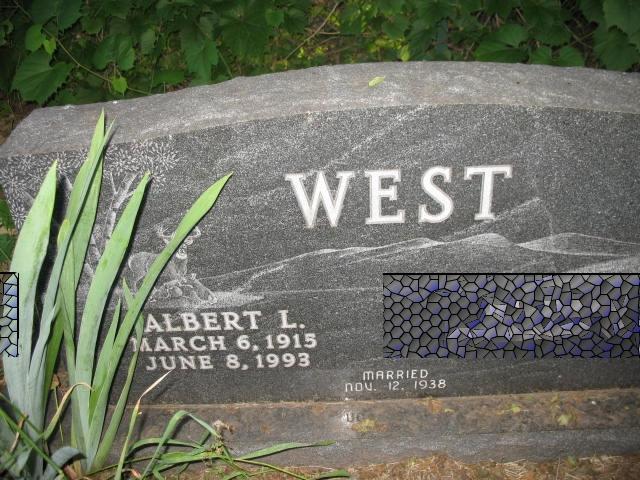 WEST
ALBERT L.
MARCH 6, 1915
JUNE 8, 1993
MARRIED
NOV. 12, 1938